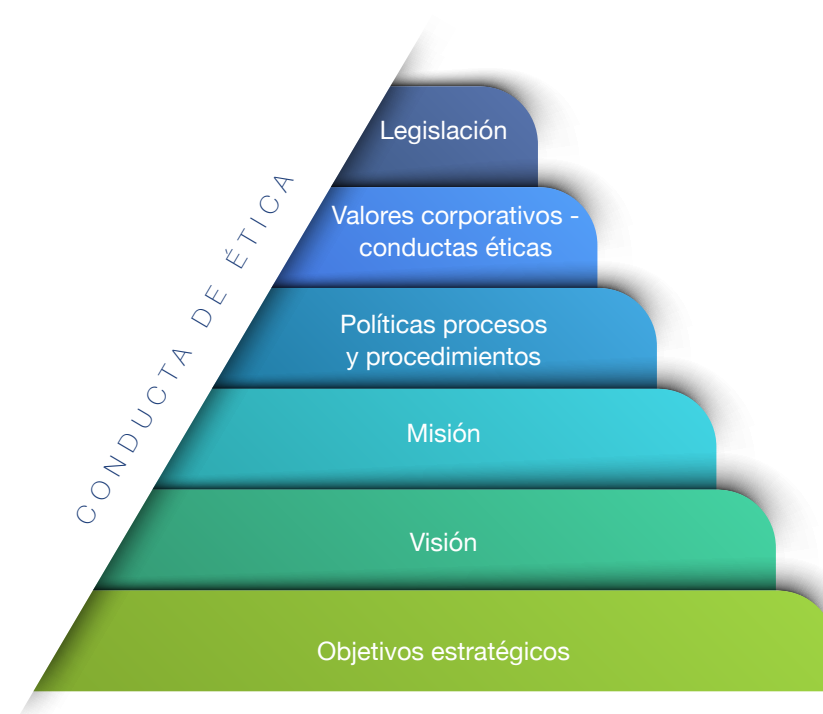 CONDUCTA DE ÉTICA
Legislación
Valores corporativos -
conductas éticas
Políticas procesos
y procedimientos
Misión
Visión
Objetivos estratégicos